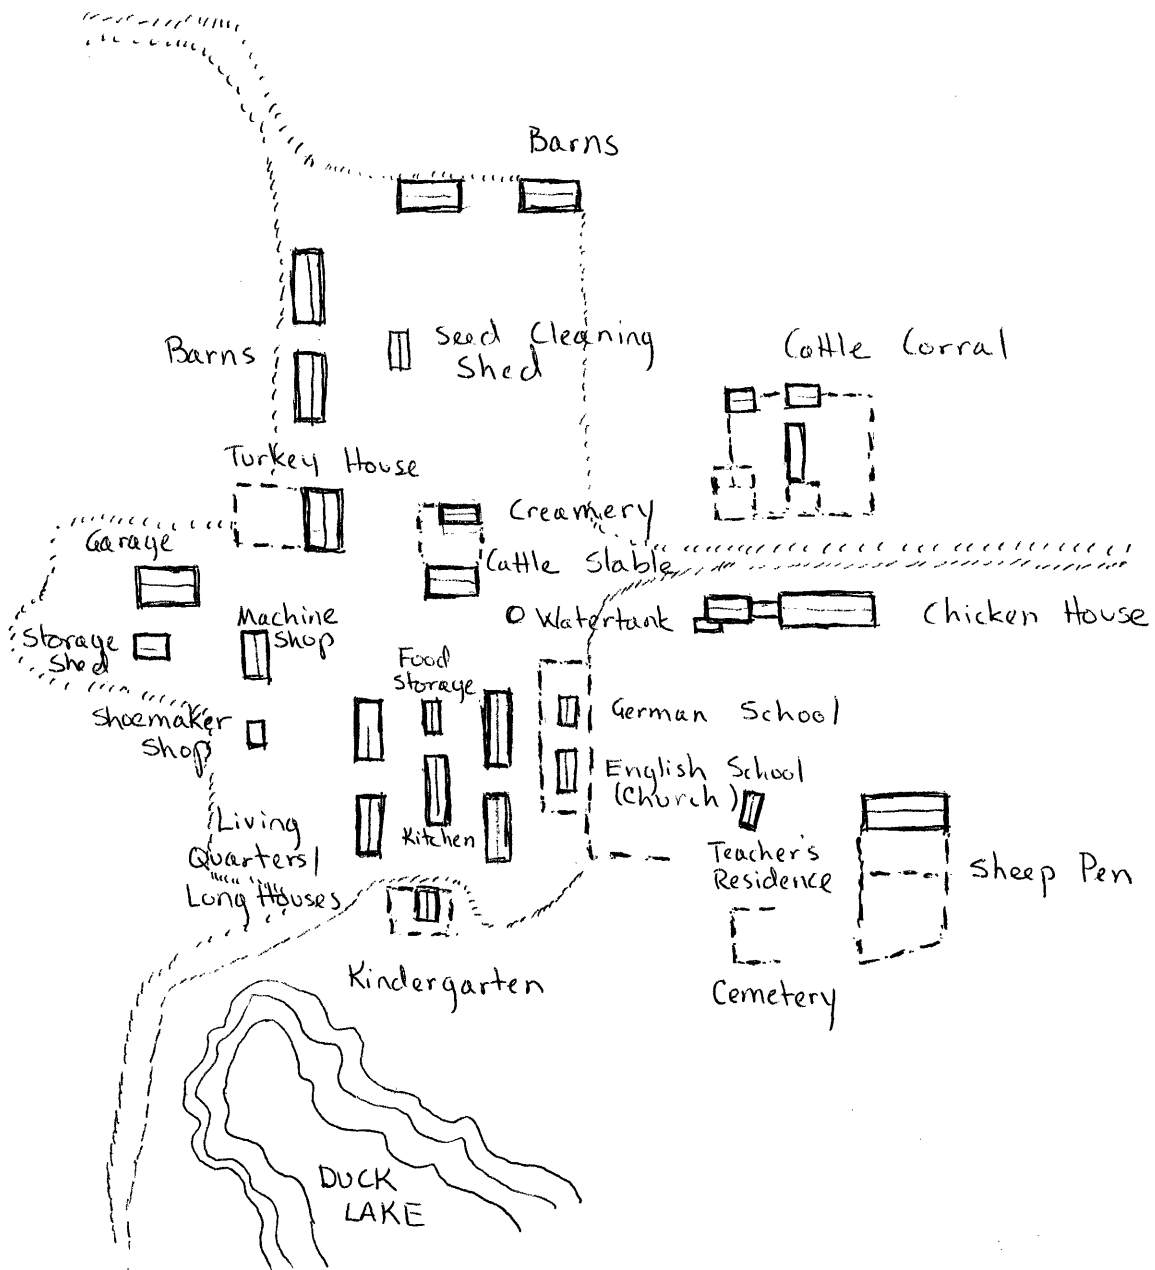 Barns
Seed Cleaning
Shed
Cattle Corral
Barns
Turkey House
Creamery
Garage
Cattle Slable
Machine
Shop
Watertank
Chicken House
Storage
Shed
Food
Storage
Shoemaker
Shop
German School
English School
(Church)
Living
Quarters/
Long Houses
Kitchen
Teacher's
Residence
Sheep Pen
Kindergarten
Cemetery
DUCK
LAKE